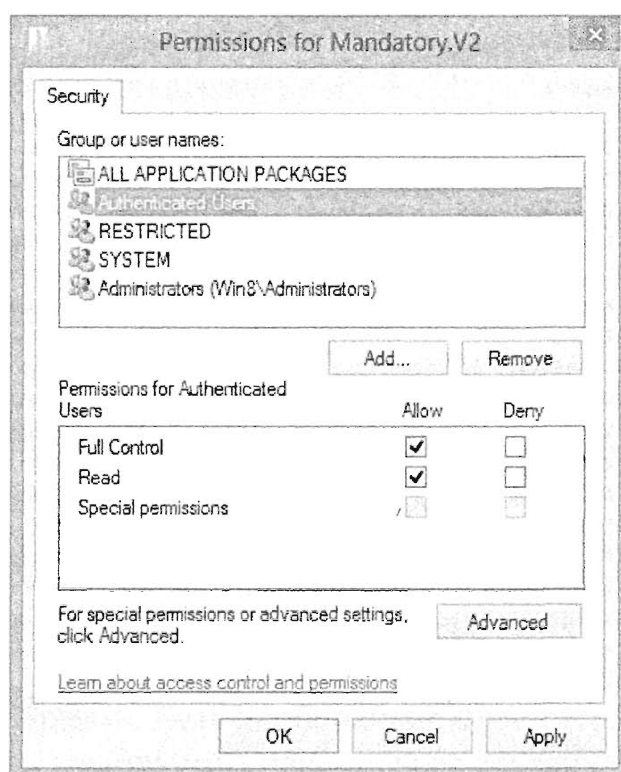 Permissions for Mandatory.V2
Security
Group or user names:
ALL APPLICATION PACKAGES
Authenticated Users
RESTRICTED
SYSTEM
Administrators (Win8\Administrators)
Add...
Remove
Permissions for Authenticated
Users
Allow
Deny
Full Control
Read
Special permissions
For special permissions or advanced settings,
click Advanced.
Advanced
Learn about access control and permissions
OK
Cancel
Apply